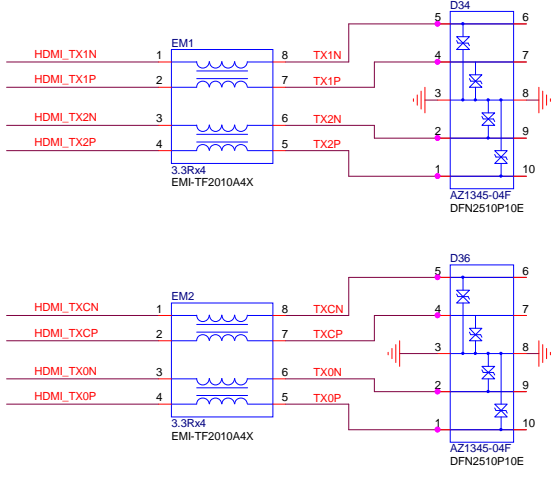 D34
5 6
EM1
HDMI_TX1N 1 8 TX1N 4 7
HDMI_TX1P 2 7 TX1P
3 8
HDMI_TX2N 3 6 TX2N
2 9
HDMI_TX2P 4 5 TX2P
1 10
3.3Rx4
EMI-TF2010A4X
AZ1345-04F
DFN2510P10E
D36
5 6
EM2
HDMI_TXCN 1 8 TXCN 4 7
HDMI_TXCP 2 7 TXCP
3 8
HDMI_TX0N 3 6 TX0N
2 9
HDMI_TX0P 4 5 TX0P
1 10
3.3Rx4
EMI-TF2010A4X
AZ1345-04F
DFN2510P10E